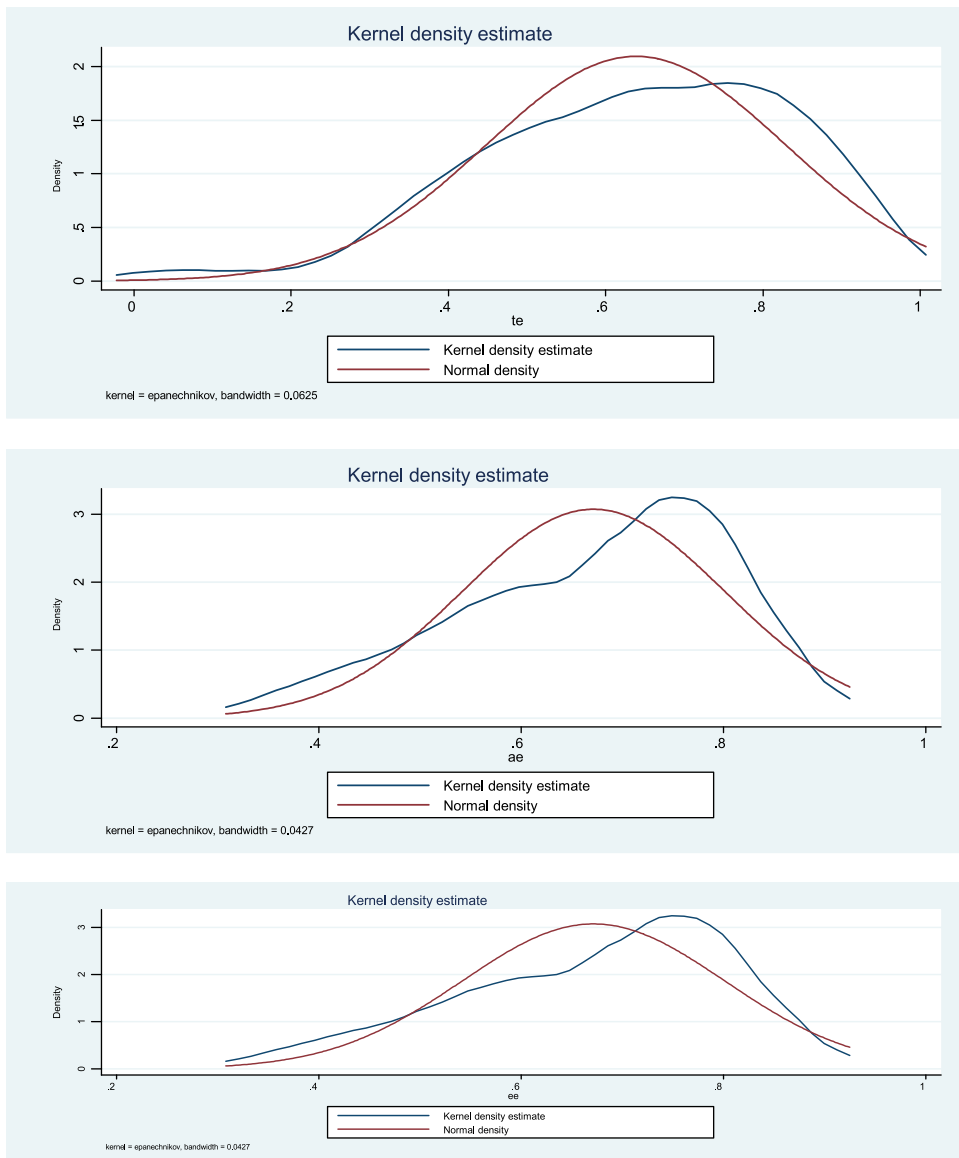 Kernel density estimate
2
1.5
1
.5
0
Density
0 .2 .4 .6 .8 1
te
Kernel density estimate
Normal density
kernel = epanechnikov, bandwidth = 0.0625
Kernel density estimate
3
2
1
0
Density
.2 .4 .6 .8 1
ae
Kernel density estimate
Normal density
kernel = epanechnikov, bandwidth = 0.0427
Kernel density estimate
3
2
1
0
Density
.2 .4 .6 .8 1
ee
Kernel density estimate
Normal density
kernel = epanechnikov, bandwidth = 0.0427